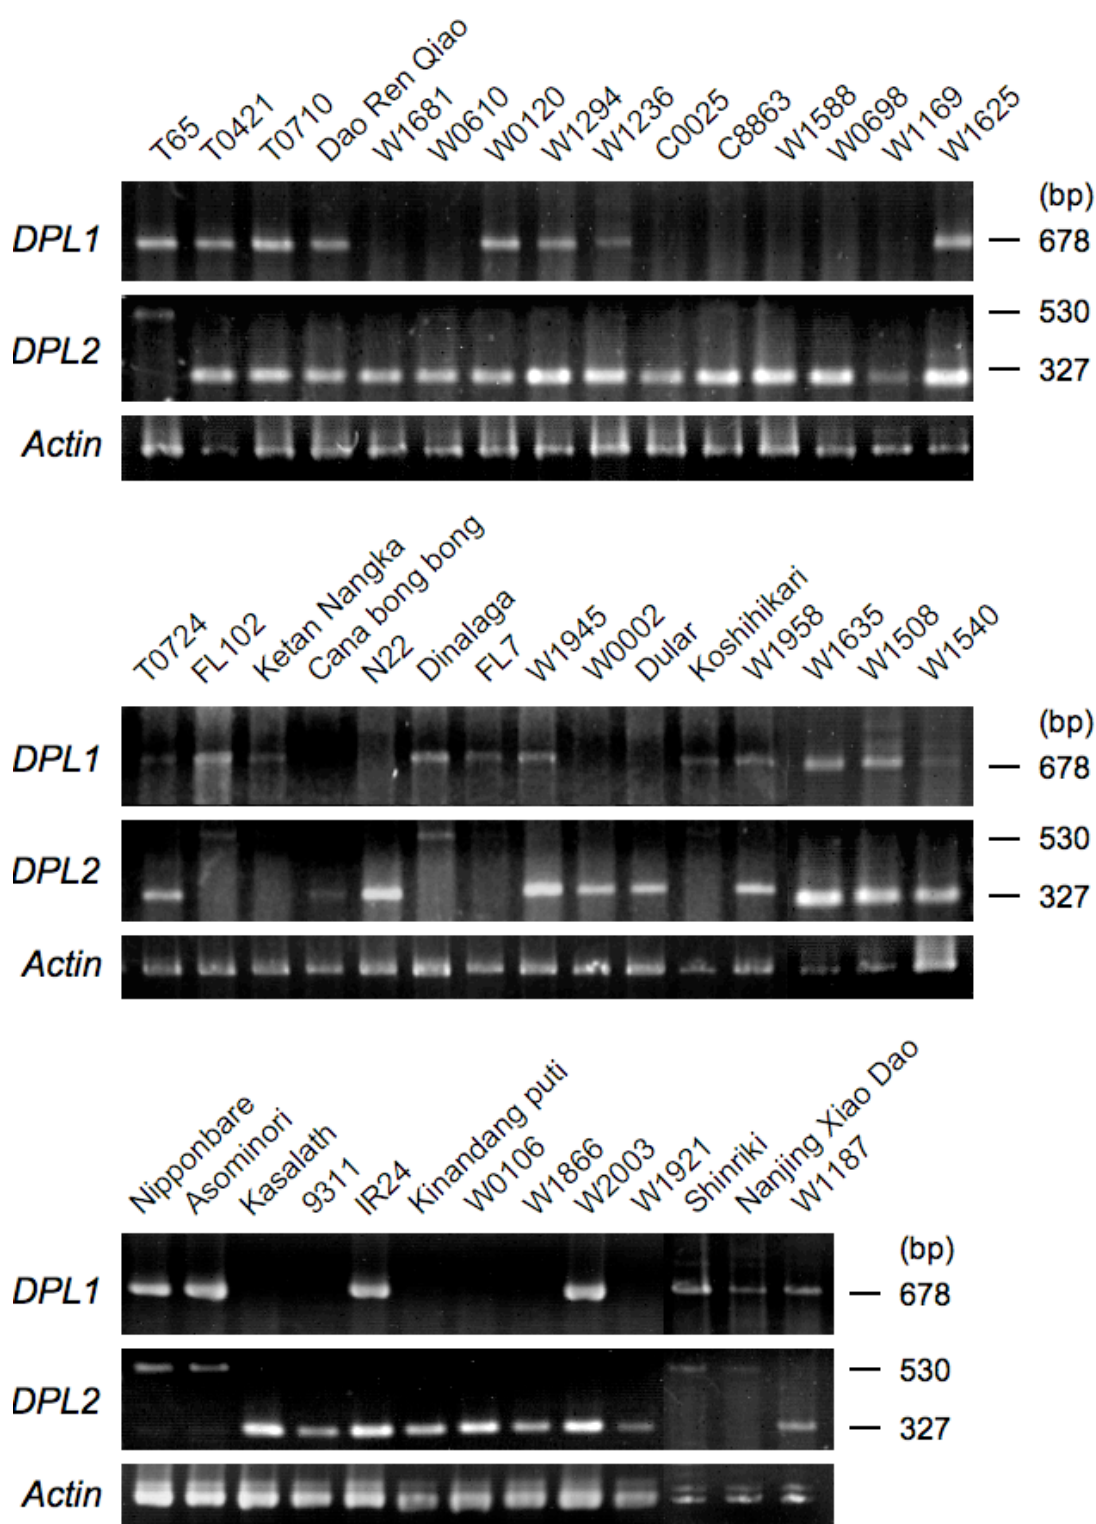 T65 T0421 T0710 Dao Ren Qiao W1681 W0610 W0120 W1294 W1236 C0025 C8863 W1588 W0698 W1169 W1625
(bp)
DPL1 678
530
DPL2 327
Actin
T0724 FL102 Ketan Nangka Cana bong bong N22 Dinalaga FL7 W1945 W0002 Dular Koshihikari W1958 W1635 W1508 W1540
(bp)
DPL1 678
530
DPL2 327
Actin
Nipponbare Asominori Kasalath 9311 IR24 Kinandang puti W0106 W1866 W2003 W1921 Shinriki Nanjing Xiao Dao W1187
(bp)
DPL1 678
530
DPL2 327
Actin